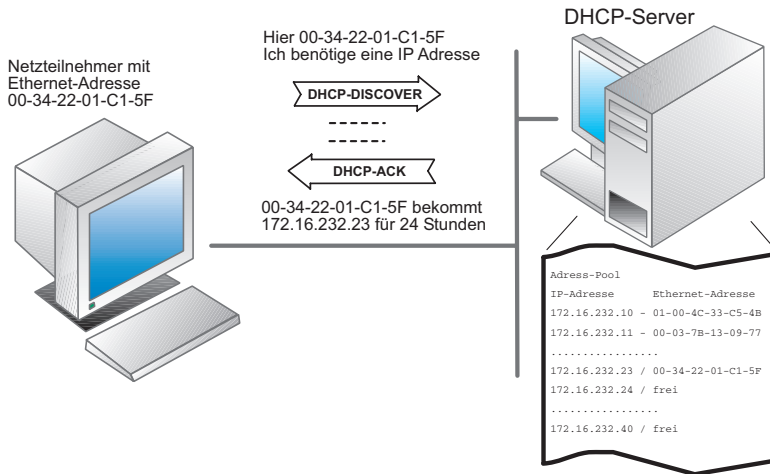 DHCP-Server
Hier 00-34-22-01-C1-5F
Ich benötige eine IP Adresse
Netzteilnehmer mit
Ethernet-Adresse
00-34-22-01-C1-5F
DHCP-DISCOVER
DHCP-ACK
00-34-22-01-C1-5F bekommt
172.16.232.23 für 24 Stunden
Adress-Pool
IP-Adresse Ethernet-Adresse
172.16.232.10 - 01-00-4C-33-C5-4B
172.16.232.11 - 00-03-7B-13-09-77
.................
172.16.232.23 / 00-34-22-01-C1-5F
172.16.232.24 / frei
.................
172.16.232.40 / frei